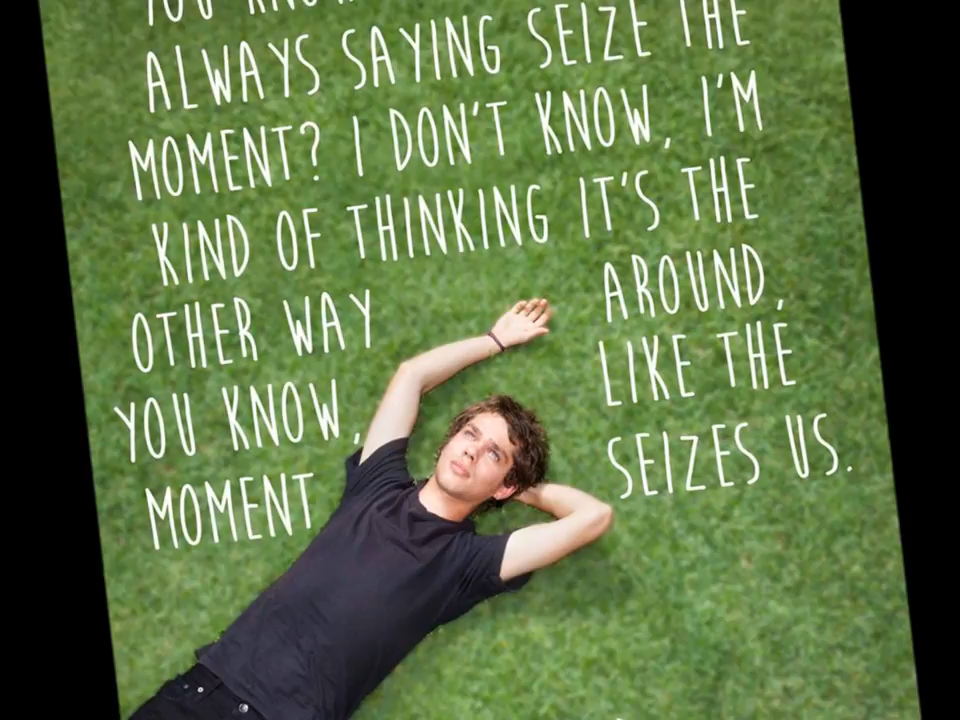 ALWAYS SAYING SEIZE THE
MOMENT? I DON'T KNOW, I'M
KIND OF THINKING IT'S THE
OTHER WAY AROUND,
YOU KNOW, LIKE THE
MOMENT SEIZES US.